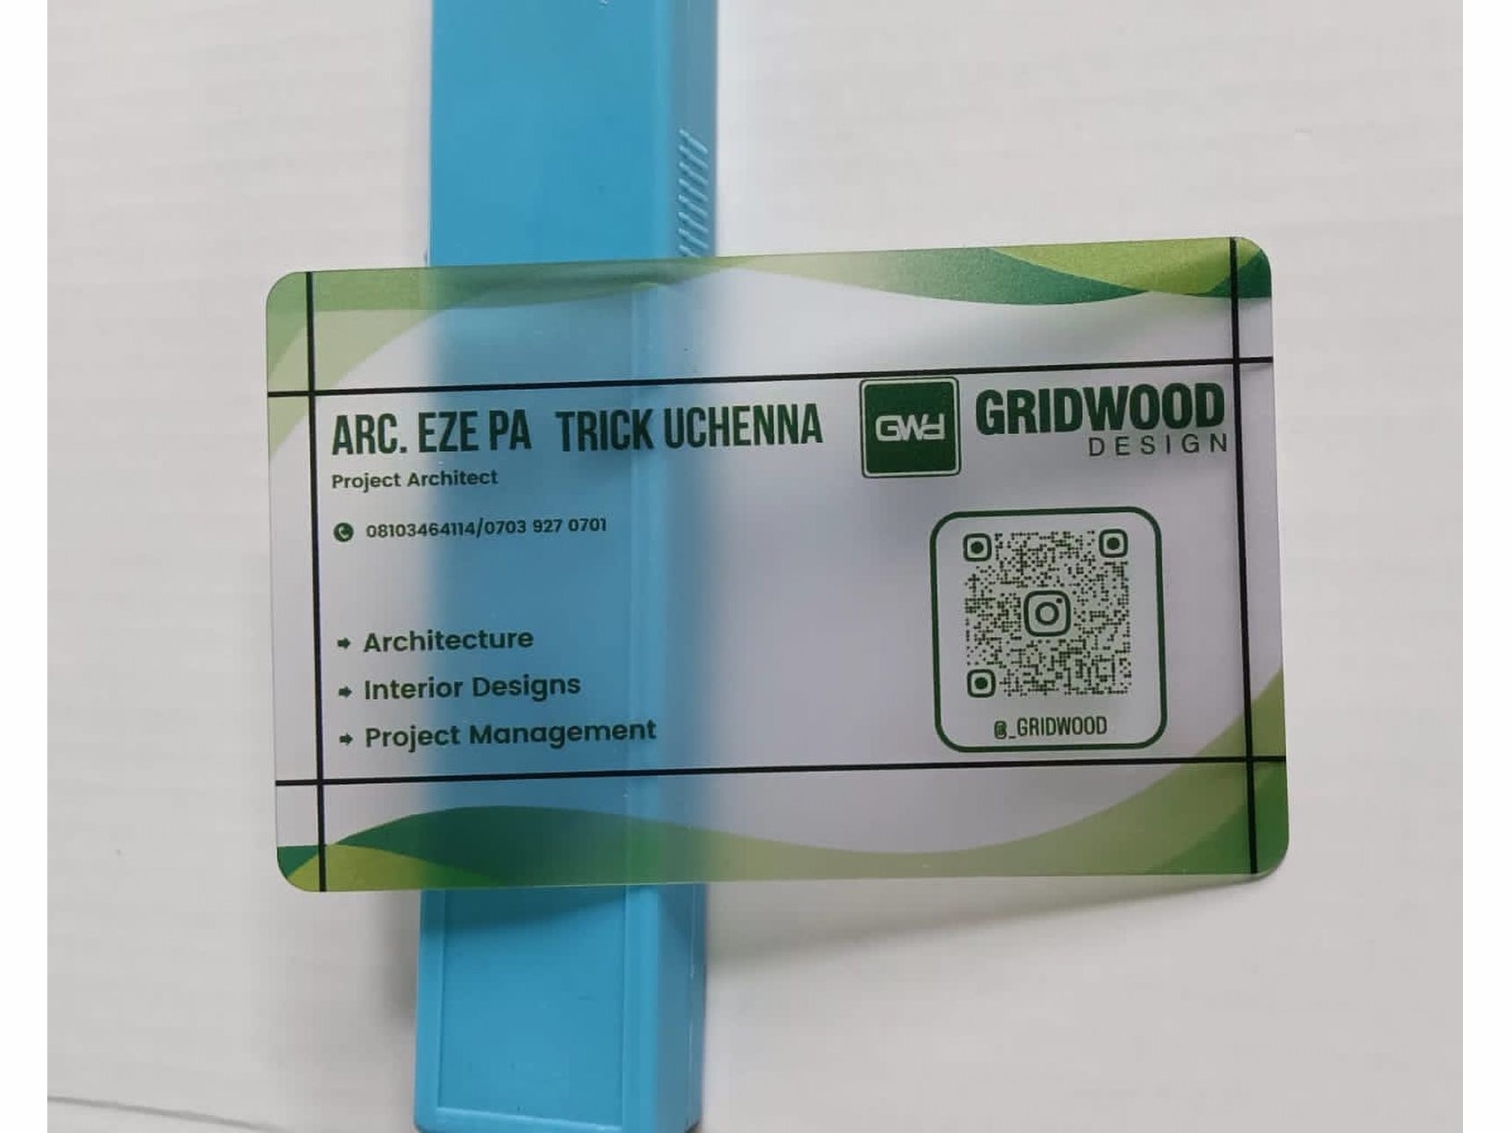 ARC. EZE PA TRICK UCHENNA
Project Architect
08103464114/0703 927 0701
Architecture
Interior Designs
Project Management
GWd
GRIDWOOD
DESIGN
@_GRIDWOOD